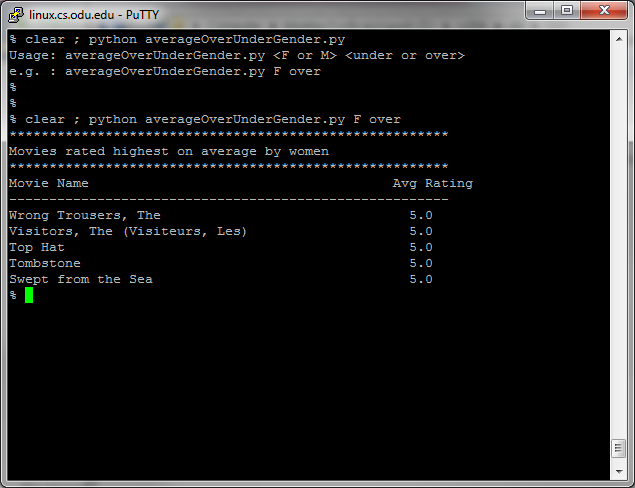 linux.cs.odu.edu - PuTTY
% clear ; python averageOverUnderGender.py
Usage: averageOverUnderGender.py <F or M> <under or over>
e.g. : averageOverUnderGender.py F over
%
%
% clear ; python averageOverUnderGender.py F over
*******************************************************
Movies rated highest on average by women
*******************************************************
Movie Name                                      Avg Rating
-------------------------------------------------------
Wrong Trousers, The                               5.0
Visitors, The (Visiteurs, Les)                    5.0
Top Hat                                           5.0
Tombstone                                         5.0
Swept from the Sea                                5.0
%